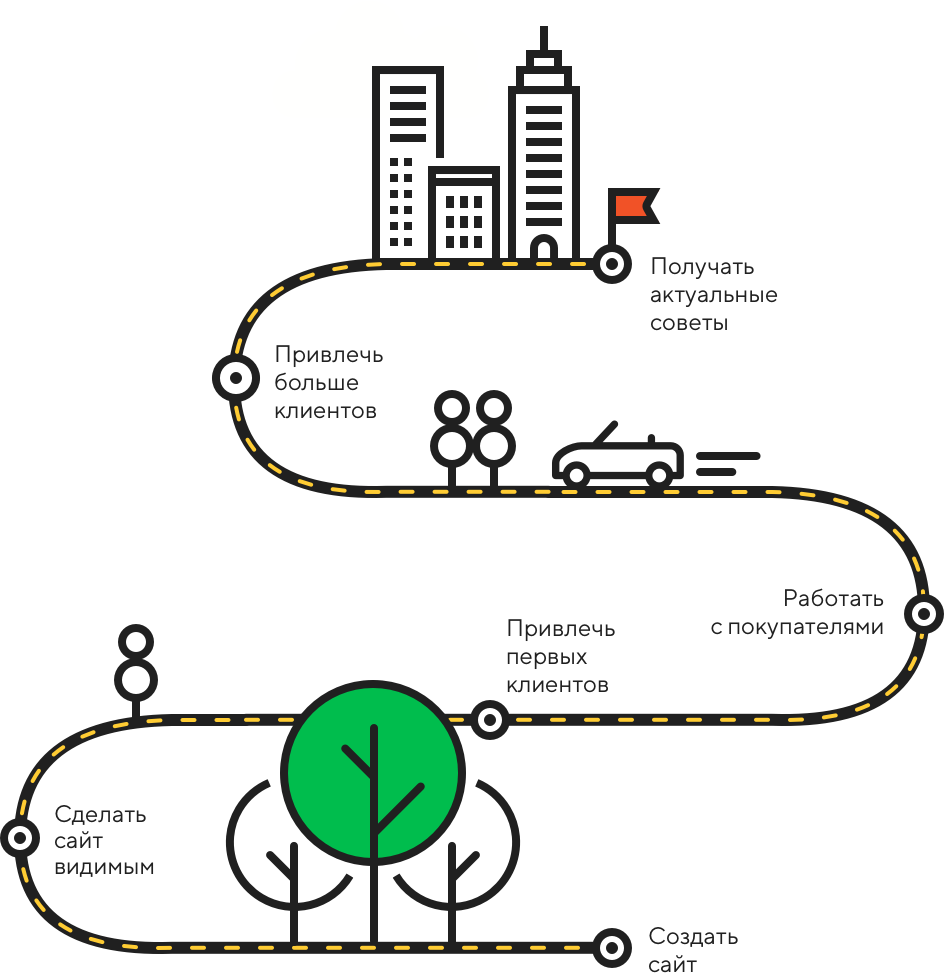 Получать
актуальные
советы
Привлечь
больше
клиентов
Работать
с покупателями
Привлечь
первых
клиентов
Сделать
сайт
видимым
Создать
сайт